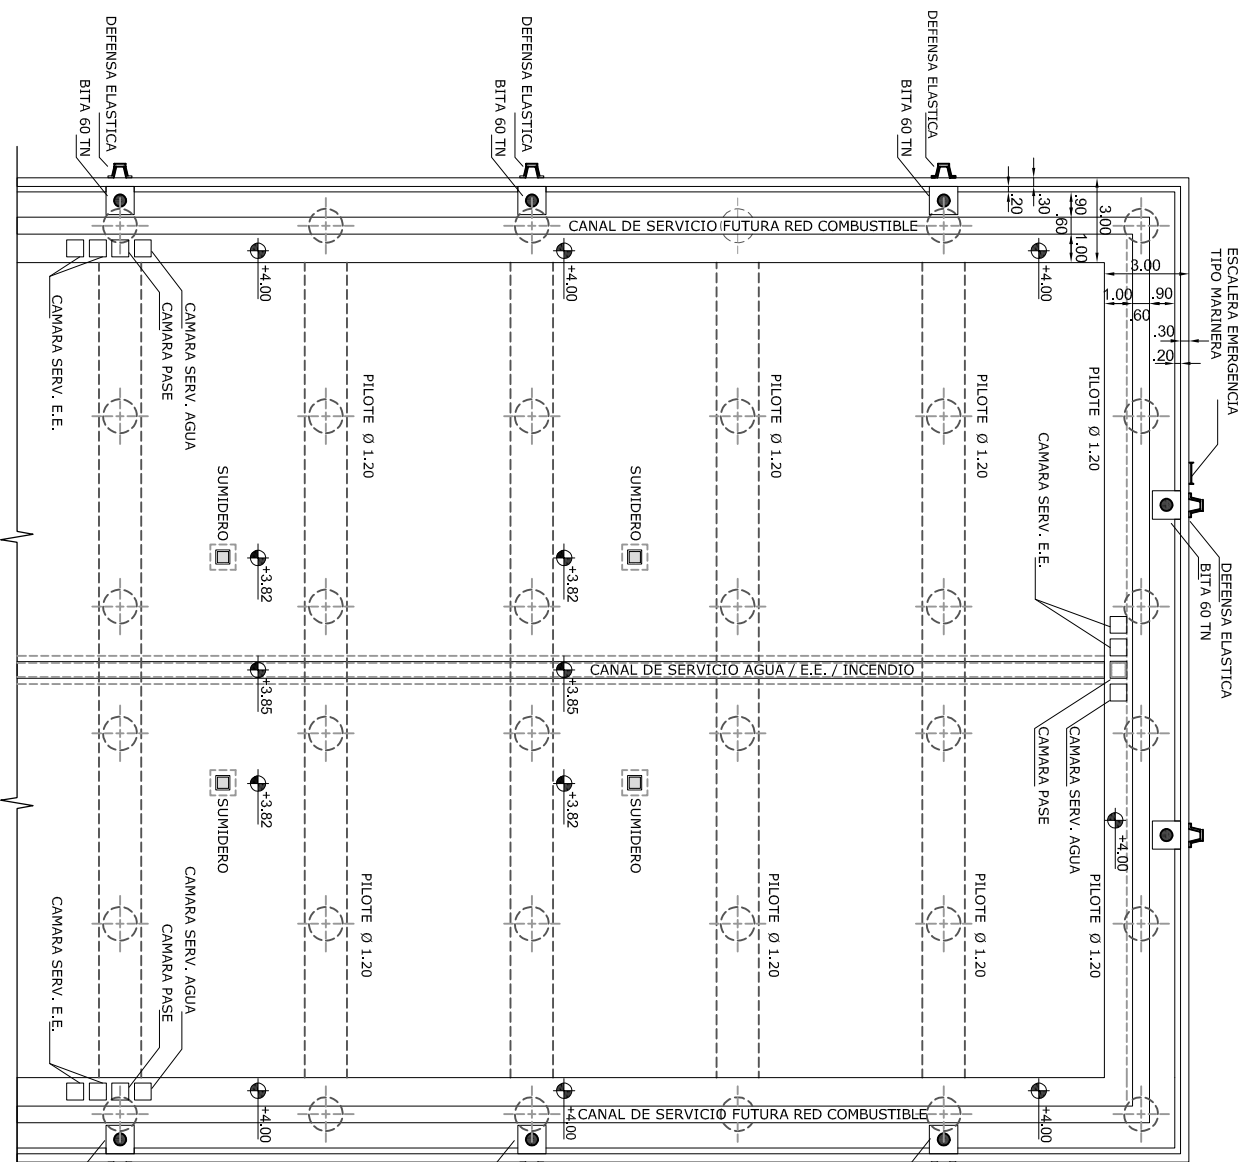 DEFENSA ELASTICA
BITA 60 TN
DEFENSA ELASTICA
BITA 60 TN
DEFENSA ELASTICA
BITA 60 TN
ESCALERA EMERGENCIA
TIPO MARINERA
DEFENSA ELASTICA
BITA 60 TN
3.00
.90
.60
1.00
.30
.20
3.00
1.00
.60
.90
.30
.20
CANAL DE SERVICIO FUTURA RED COMBUSTIBLE
+4.00
+4.00
+4.00
CAMARA SERV. AGUA
CAMARA PASE
CAMARA SERV. E.E.
PILOTE Ø 1.20
PILOTE Ø 1.20
PILOTE Ø 1.20
PILOTE Ø 1.20
SUMIDERO
SUMIDERO
+3.82
+3.82
CAMARA SERV. E.E.
CANAL DE SERVICIO AGUA / E.E. / INCENDIO
+3.85
+3.85
CAMARA SERV. AGUA
CAMARA PASE
SUMIDERO
SUMIDERO
+3.82
+3.82
+4.00
PILOTE Ø 1.20
PILOTE Ø 1.20
PILOTE Ø 1.20
PILOTE Ø 1.20
CAMARA SERV. AGUA
CAMARA PASE
CAMARA SERV. E.E.
+4.00
+4.00
+4.00
CANAL DE SERVICIO FUTURA RED COMBUSTIBLE